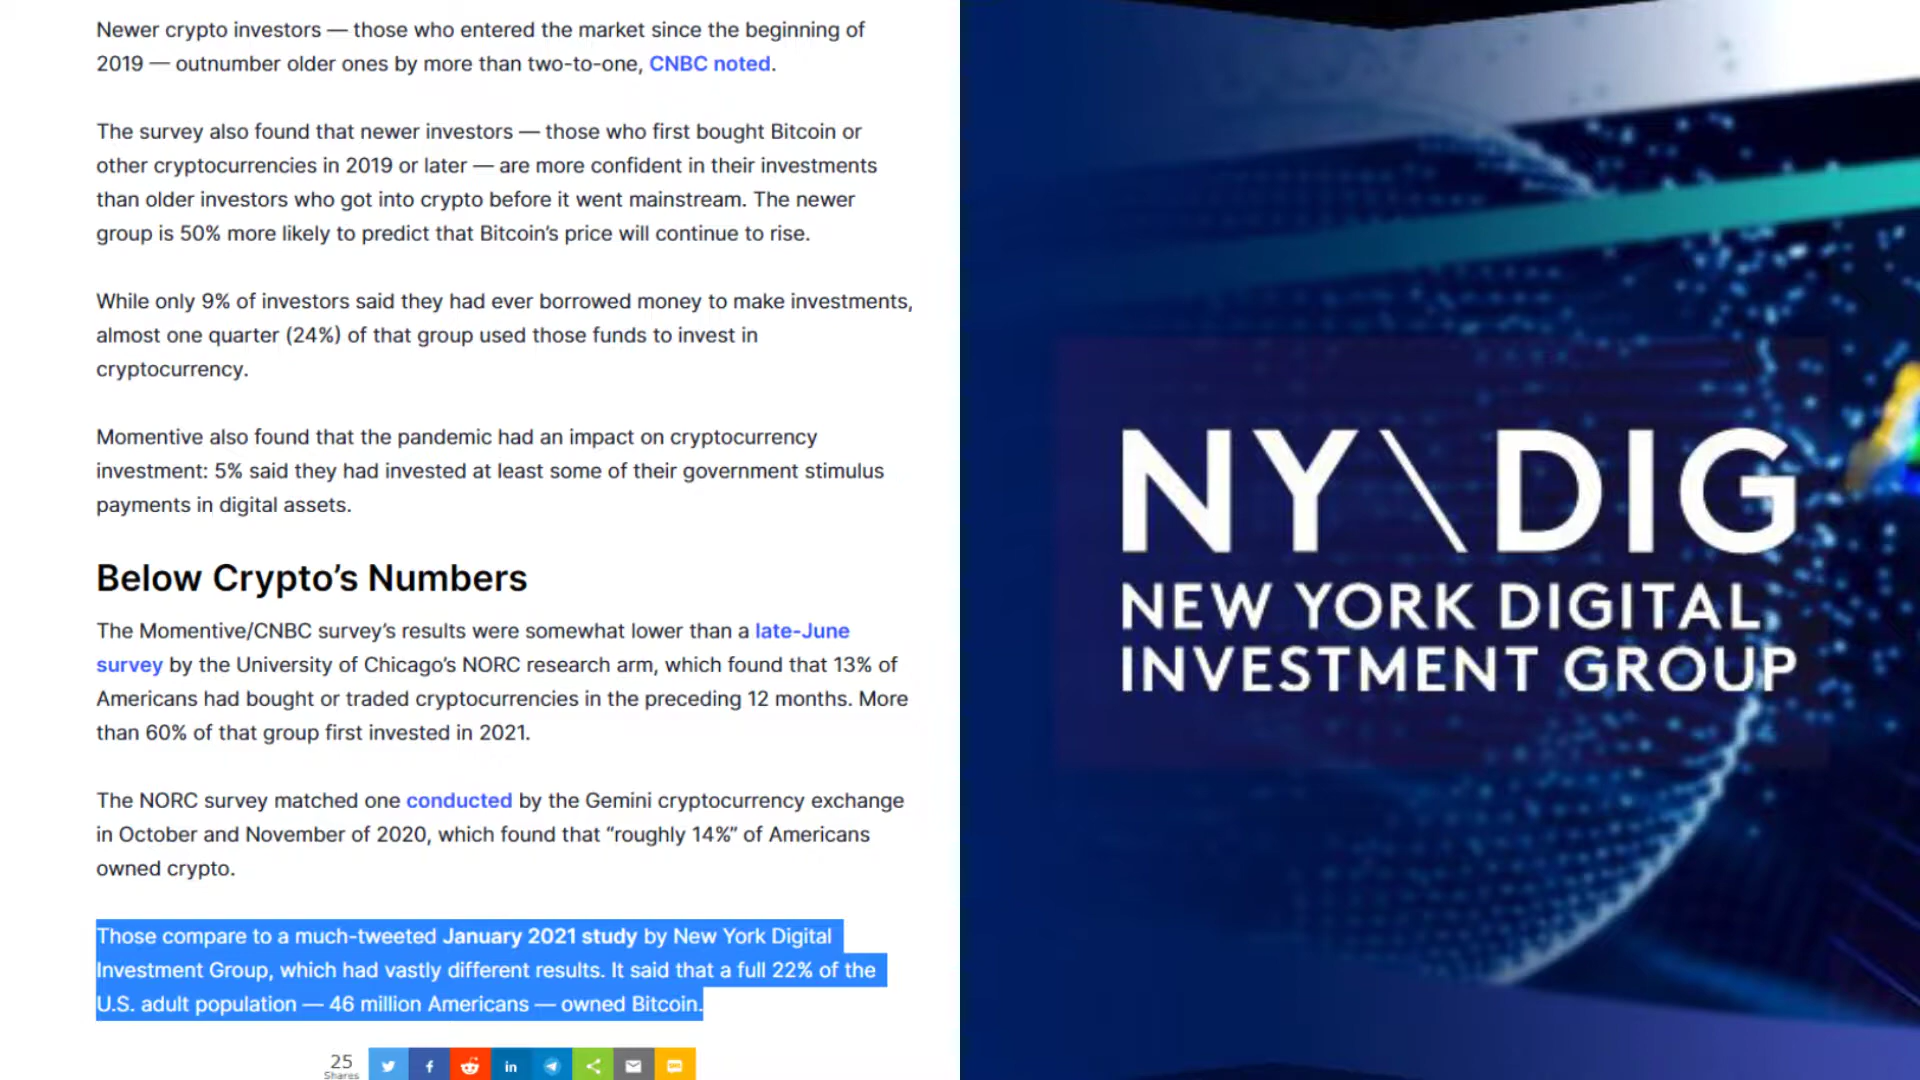 Newer crypto investors — those who entered the market since the beginning of
2019 — outnumber older ones by more than two-to-one, CNBC noted.
The survey also found that newer investors — those who first bought Bitcoin or
other cryptocurrencies in 2019 or later — are more confident in their investments
than older investors who got into crypto before it went mainstream. The newer
group is 50% more likely to predict that Bitcoin’s price will continue to rise.
While only 9% of investors said they had ever borrowed money to make investments,
almost one quarter (24%) of that group used those funds to invest in
cryptocurrency.
Momentive also found that the pandemic had an impact on cryptocurrency
investment: 5% said they had invested at least some of their government stimulus
payments in digital assets.
Below Crypto’s Numbers
The Momentive/CNBC survey’s results were somewhat lower than a late-June
survey by the University of Chicago’s NORC research arm, which found that 13% of
Americans had bought or traded cryptocurrencies in the preceding 12 months. More
than 60% of that group first invested in 2021.
The NORC survey matched one conducted by the Gemini cryptocurrency exchange
in October and November of 2020, which found that “roughly 14%” of Americans
owned crypto.
Those compare to a much-tweeted January 2021 study by New York Digital
Investment Group, which had vastly different results. It said that a full 22% of the
U.S. adult population — 46 million Americans — owned Bitcoin.
25
Shares
NY\DIG
NEW YORK DIGITAL
INVESTMENT GROUP